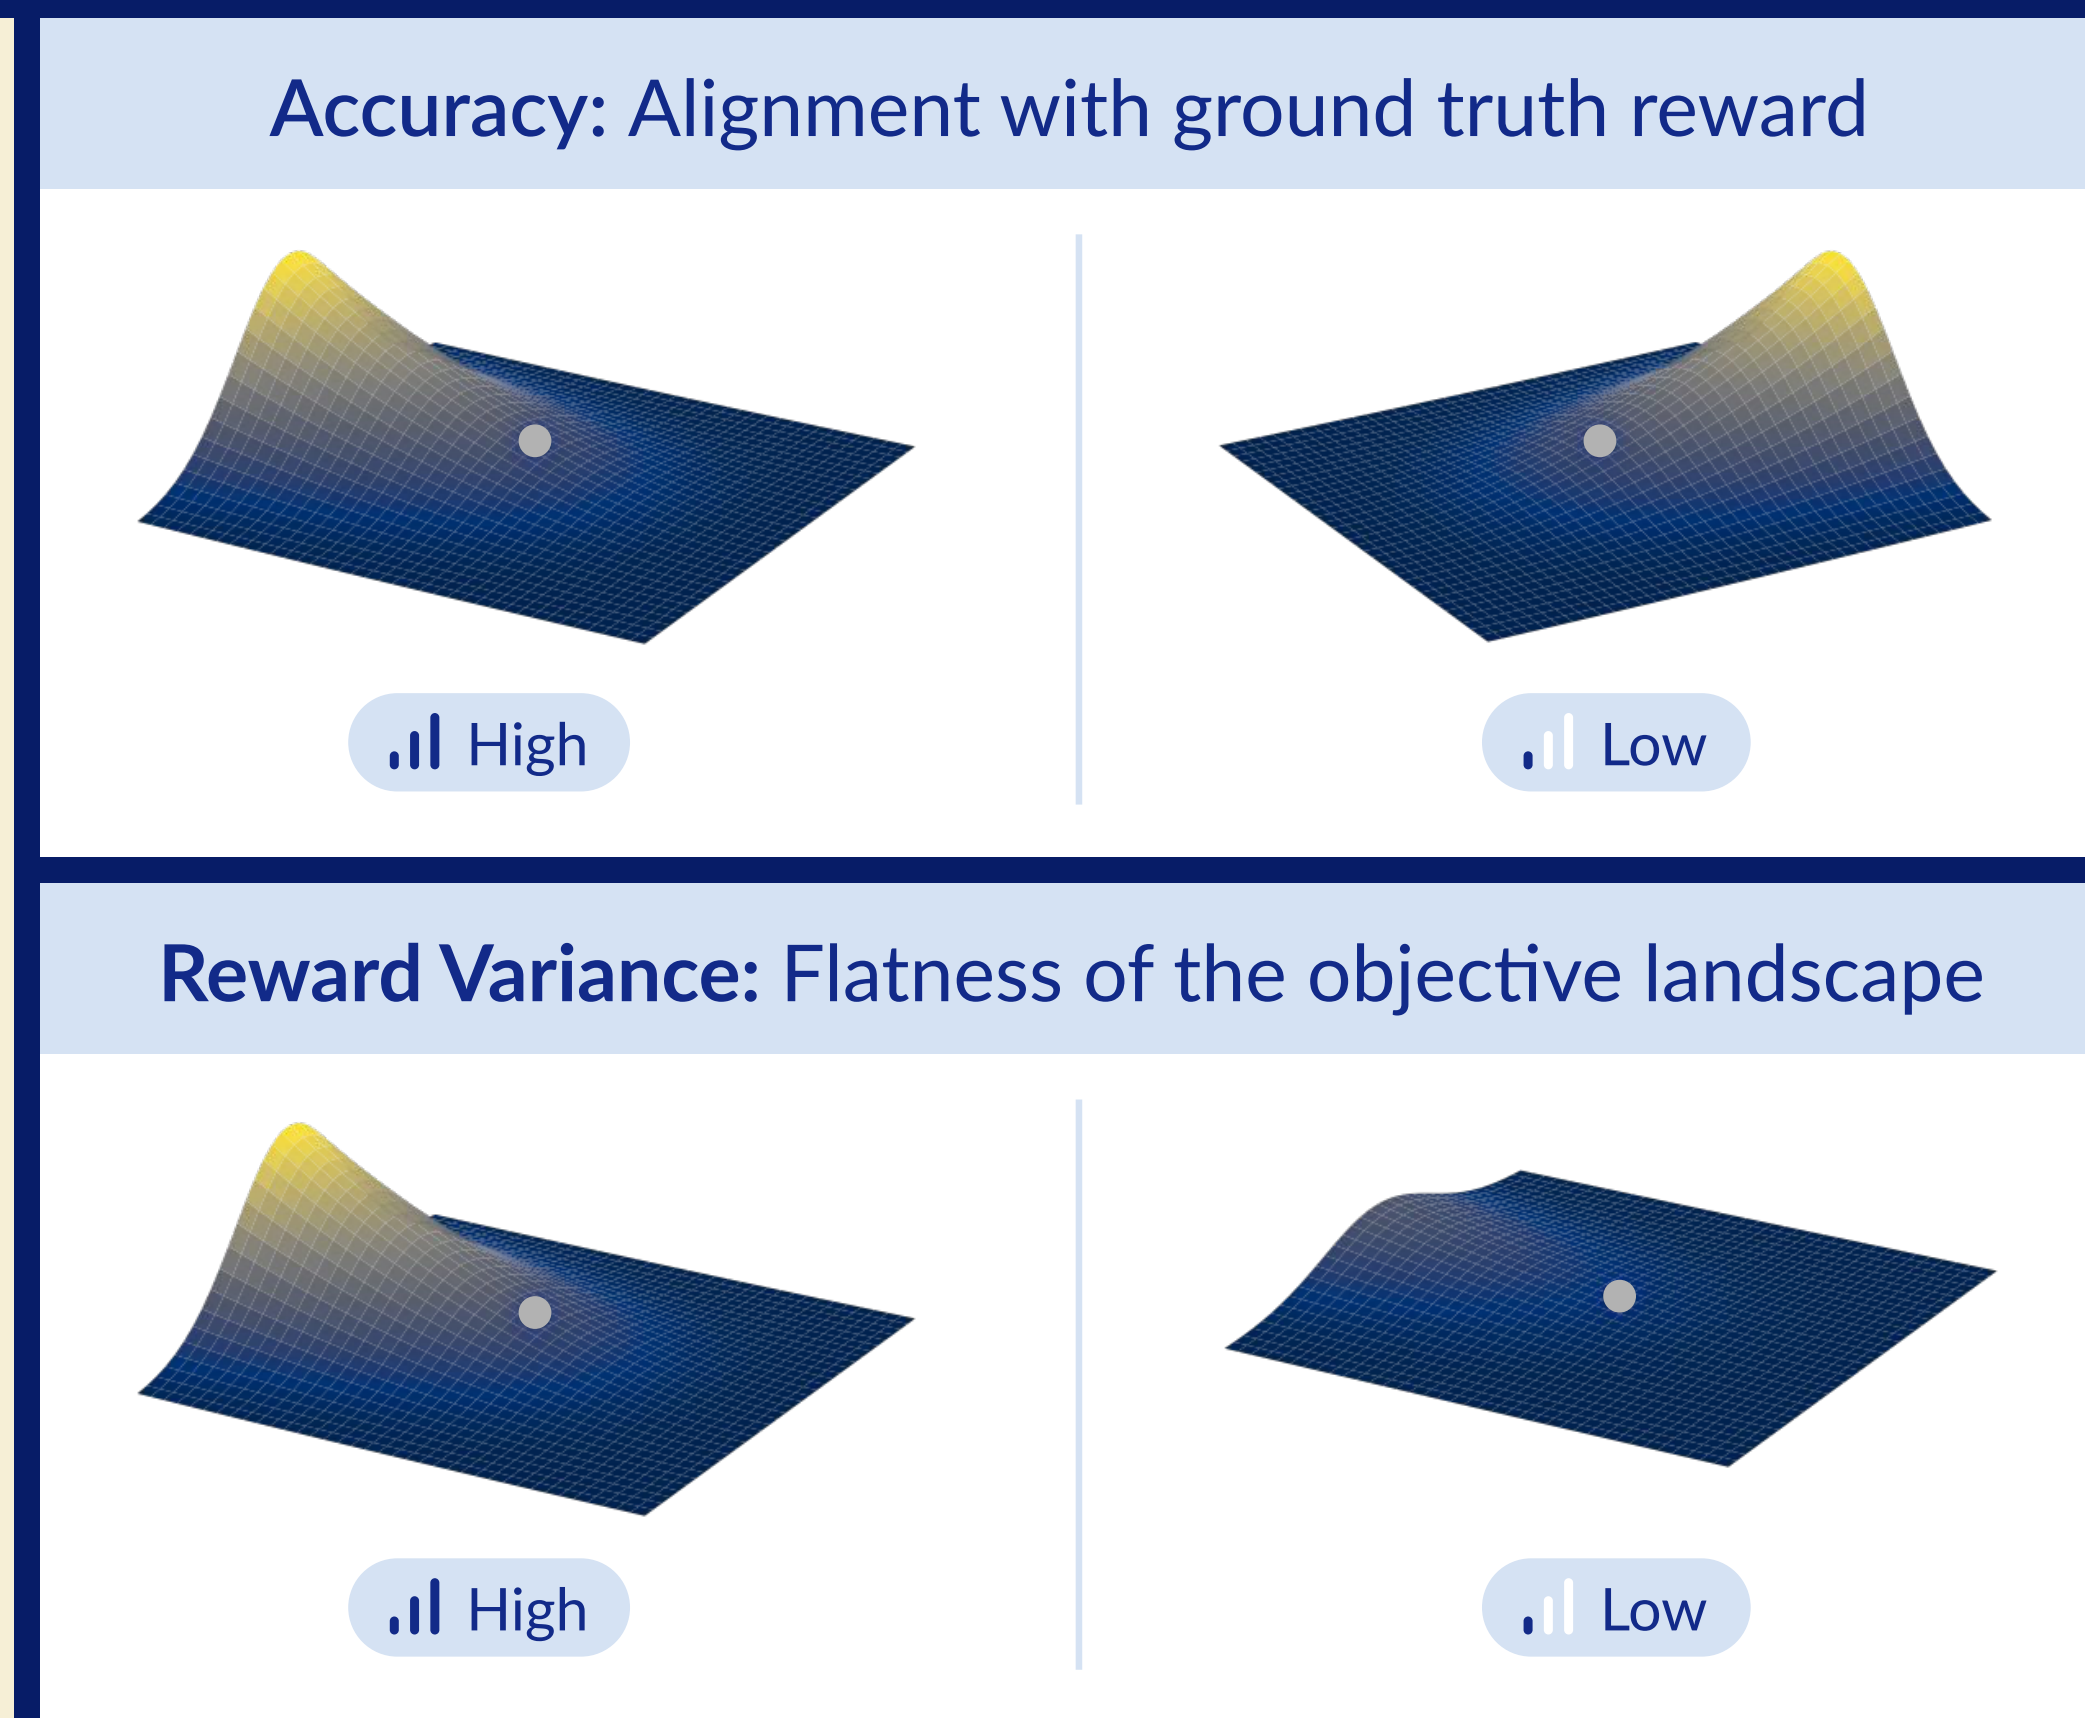 Accuracy: Alignment with ground truth reward
High
Low
Reward Variance: Flatness of the objective landscape
High
Low